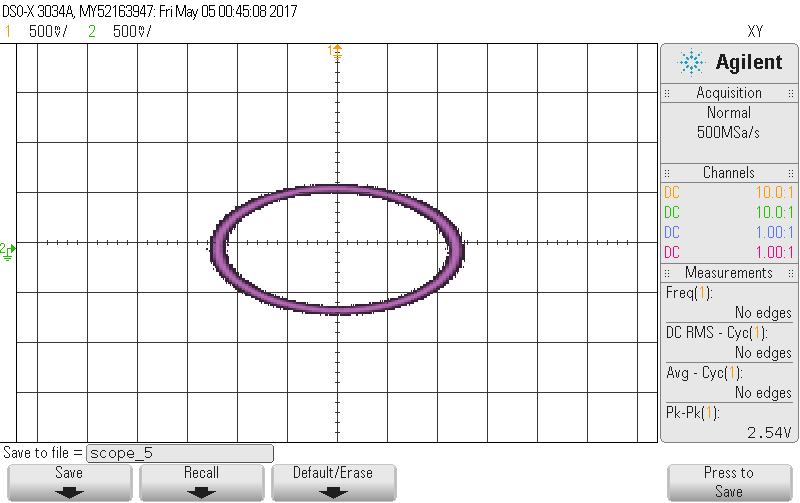 DSO-X 3034A, MY52163947: Fri May 05 00:45:08 2017
1 500mV/ 2 500mV/ XY
1
2
Agilent
Acquisition
Normal
500MSa/s
Channels
DC 10.0:1
DC 10.0:1
DC 1.00:1
DC 1.00:1
Measurements
Freq(1):
No edges
DC RMS - Cyc(1):
No edges
Avg - Cyc(1):
No edges
Pk-Pk(1):
2.54V
Save to file = scope_5
Save Recall Default/Erase Press to
Save